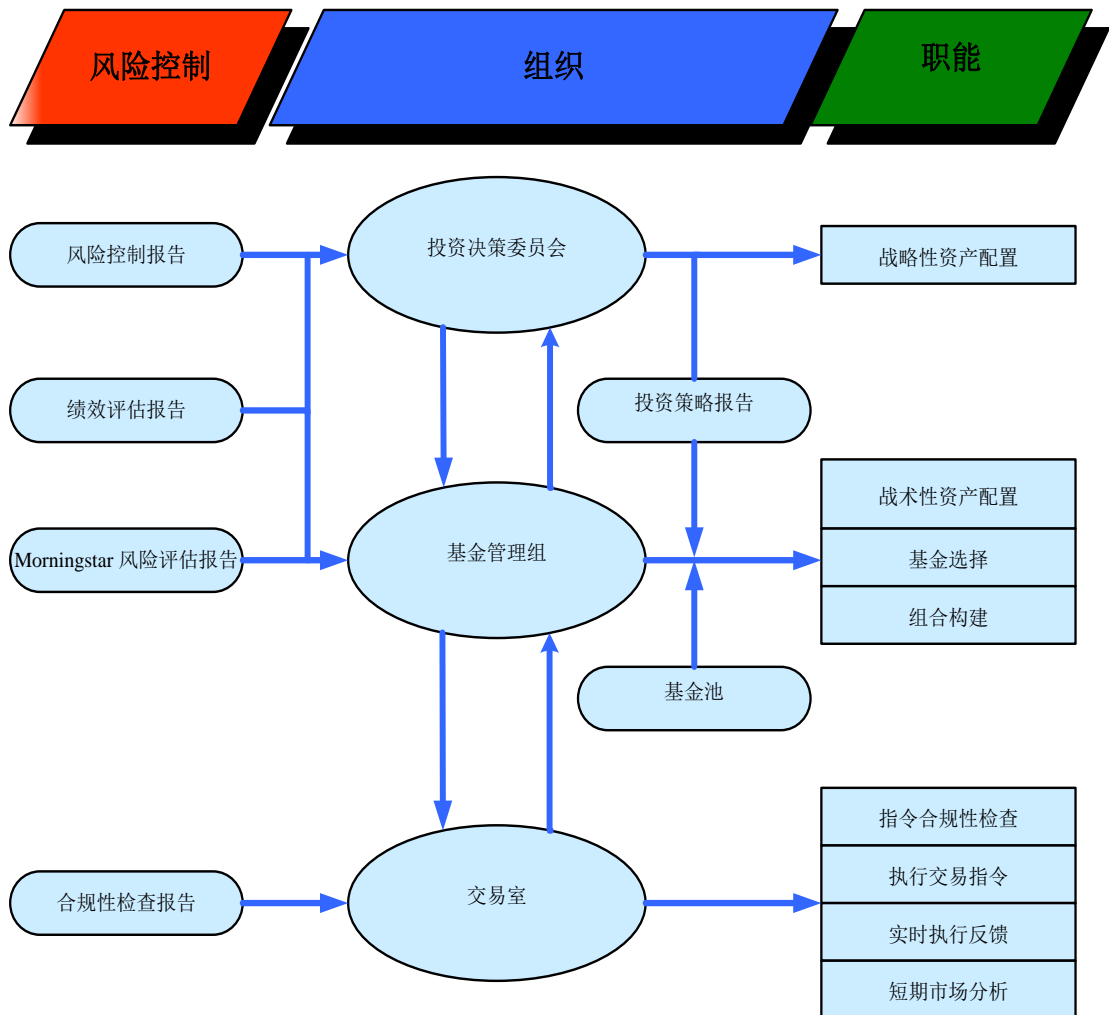 风险控制
组织
职能
风险控制报告
投资决策委员会
战略性资产配置
绩效评估报告
投资策略报告
战术性资产配置
Morningstar 风险评估报告
基金管理组
基金选择
组合构建
基金池
指令合规性检查
合规性检查报告
交易室
执行交易指令
实时执行反馈
短期市场分析